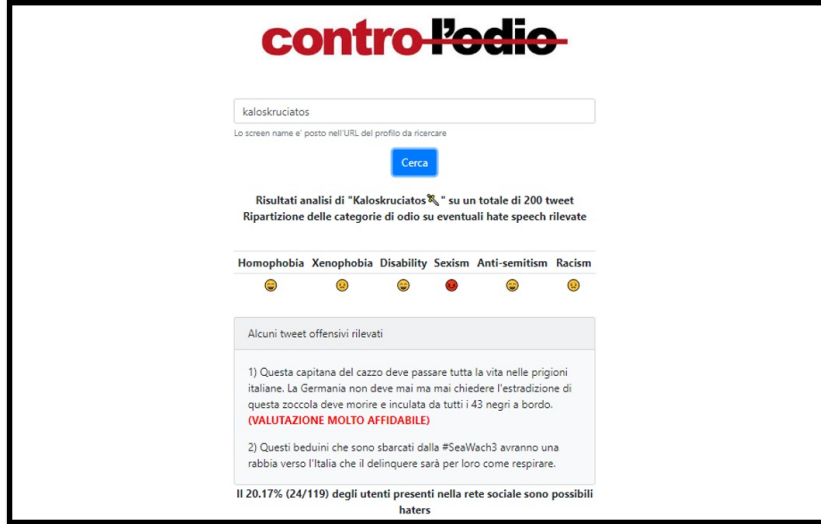 contro l'odio
kaloskruciatos
Lo screen name e' posto nell'URL del profilo da ricercare
Cerca
Risultati analisi di "Kaloskruciatos🗡" su un totale di 200 tweet
Ripartizione delle categorie di odio su eventuali hate speech rilevate
Homophobia Xenophobia Disability Sexism Anti-semitism Racism
Alcuni tweet offensivi rilevati
1) Questa capitana del cazzo deve passare tutta la vita nelle prigioni
italiane. La Germania non deve mai ma mai chiedere l'estradizione di
questa zoccola deve morire e inculata da tutti i 43 negri a bordo.
(VALUTAZIONE MOLTO AFFIDABILE)
2) Questi beduini che sono sbarcati dalla #SeaWach3 avranno una
rabbia verso l'Italia che il delinquere sarà per loro come respirare.
Il 20.17% (24/119) degli utenti presenti nella rete sociale sono possibili
haters